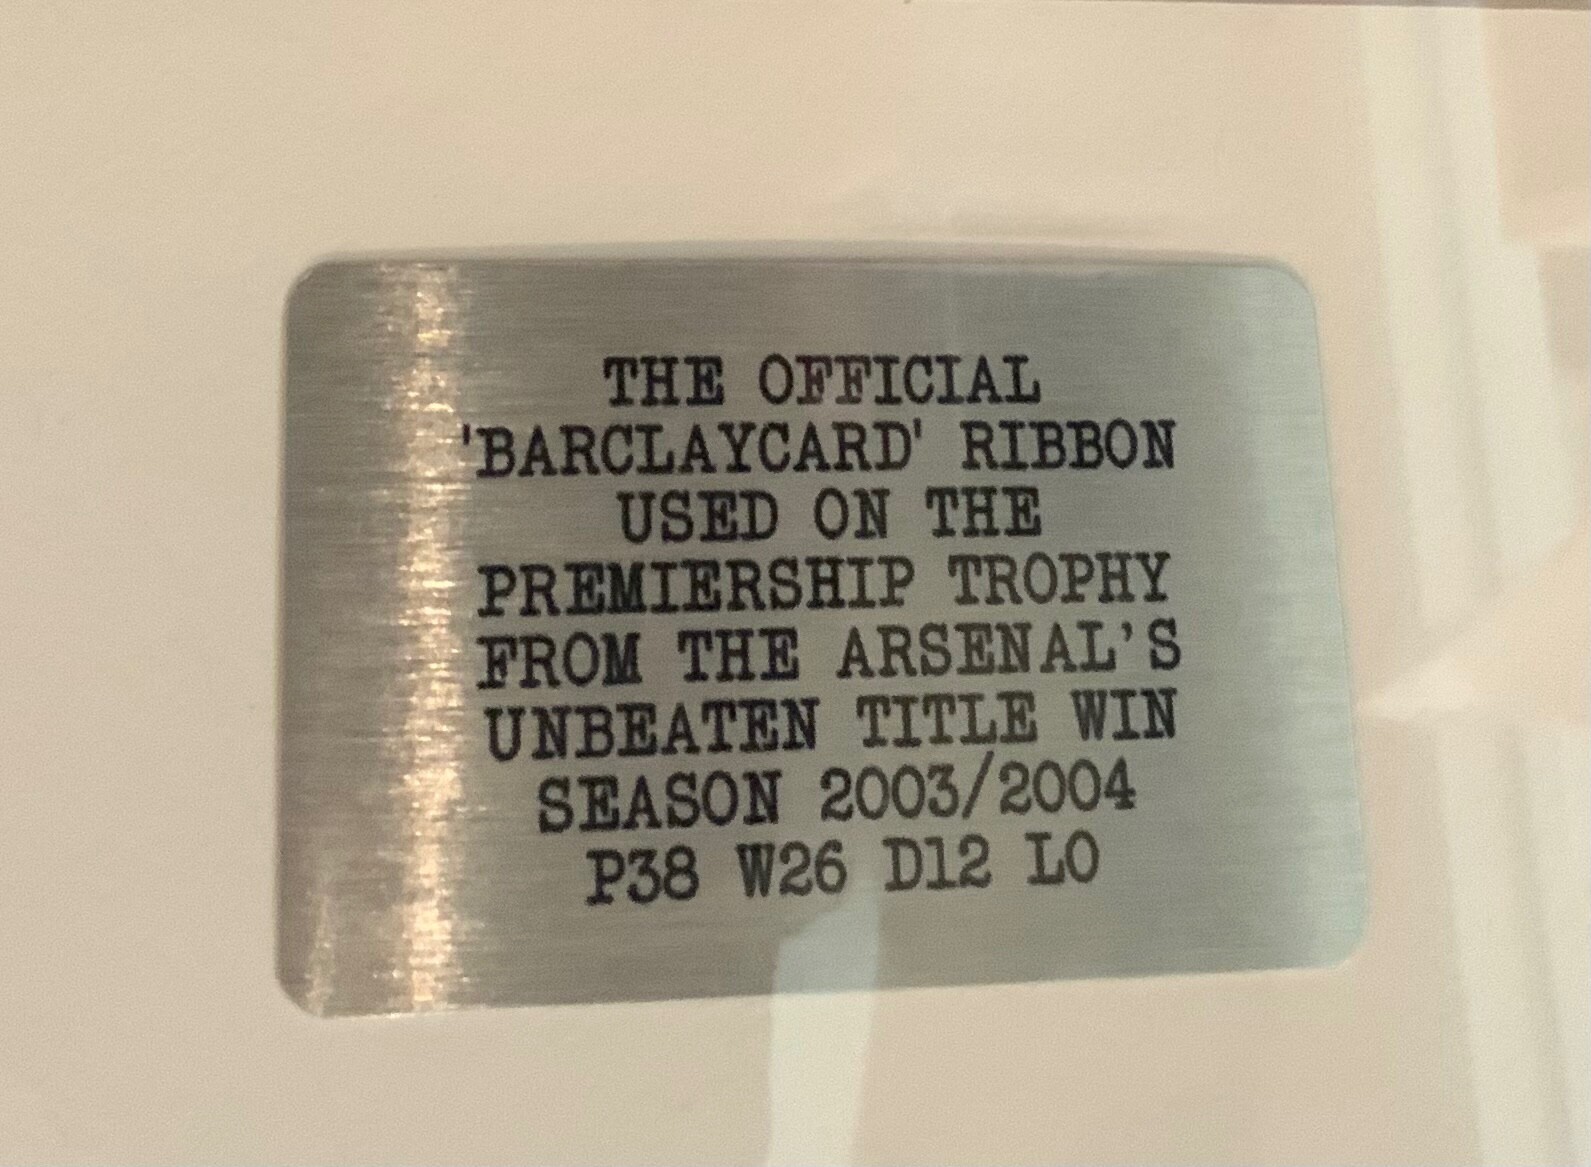 THE OFFICIAL
'BARCLAYCARD' RIBBON
USED ON THE
PREMIERSHIP TROPHY
FROM THE ARSENAL'S
UNBEATEN TITLE WIN
SEASON 2003/2004
P38 W26 D12 L0